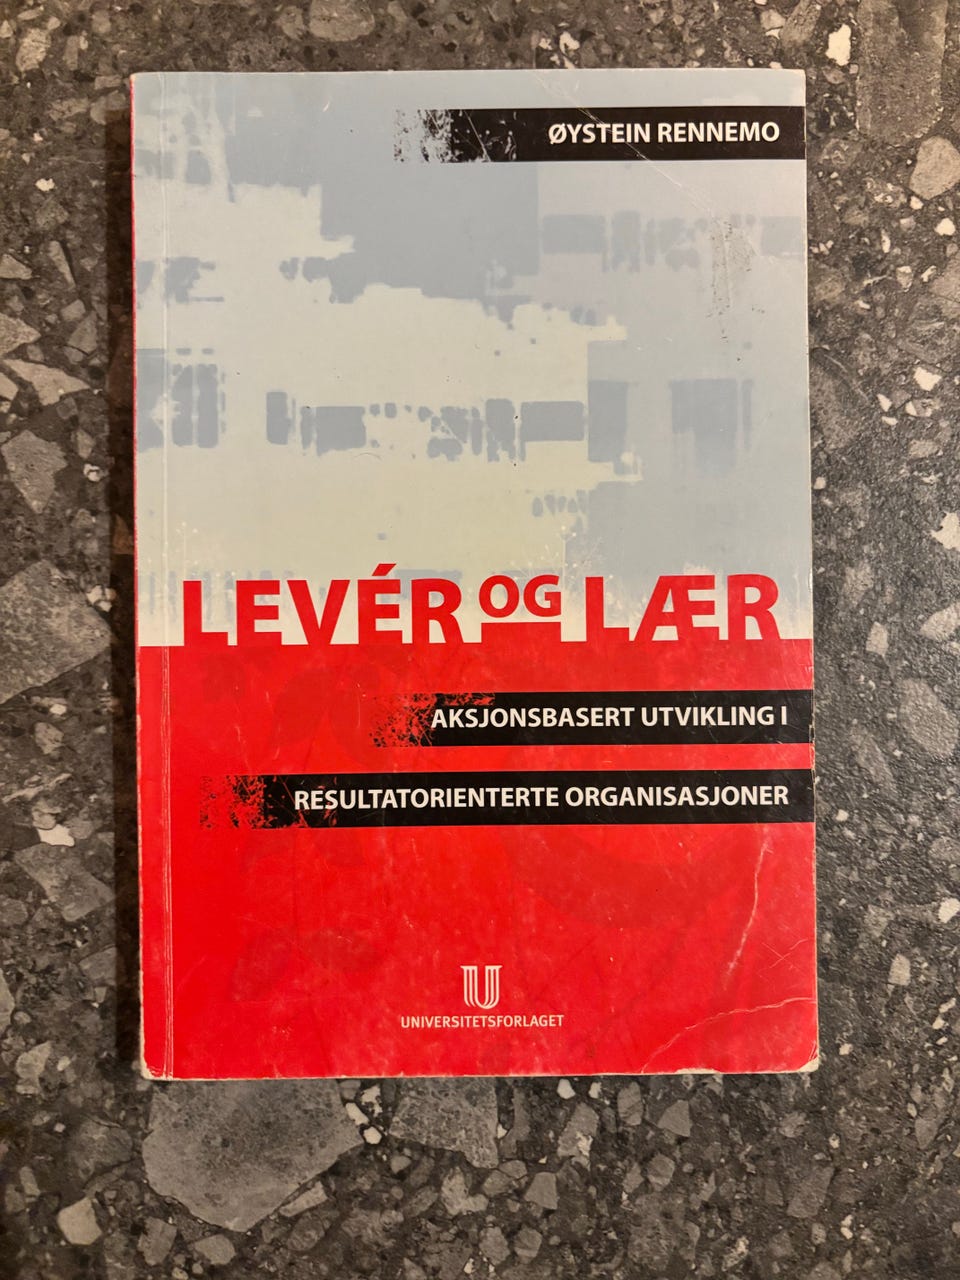 ØYSTEIN RENNEMO
LEVÉR OG LÆR
AKSJONSBASERT UTVIKLING I
RESULTATORIENTERTE ORGANISASJONER
U
UNIVERSITETSFORLAGET